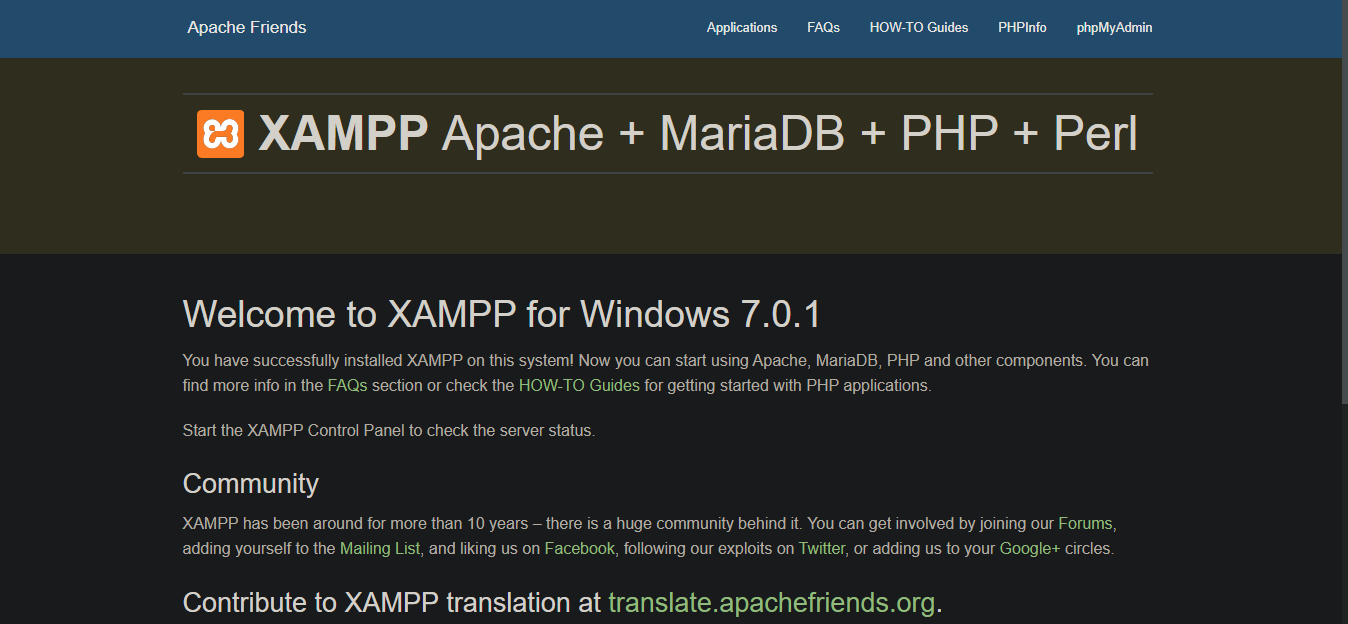 Apache Friends Applications FAQs HOW-TO Guides PHPInfo phpMyAdmin
XAMPP Apache + MariaDB + PHP + Perl
Welcome to XAMPP for Windows 7.0.1
You have successfully installed XAMPP on this system! Now you can start using Apache, MariaDB, PHP and other components. You can
find more info in the FAQs section or check the HOW-TO Guides for getting started with PHP applications.
Start the XAMPP Control Panel to check the server status.
Community
XAMPP has been around for more than 10 years – there is a huge community behind it. You can get involved by joining our Forums,
adding yourself to the Mailing List, and liking us on Facebook, following our exploits on Twitter, or adding us to your Google+ circles.
Contribute to XAMPP translation at translate.apachefriends.org.